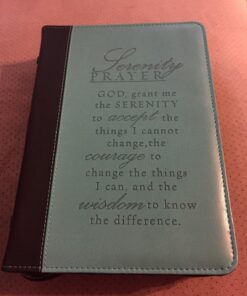 Serenity
PRAYER
GOD, grant me
the SERENITY
to accept the
things I cannot
change,the
courage to
change the things
I can, and the
wisdom to know
the difference.